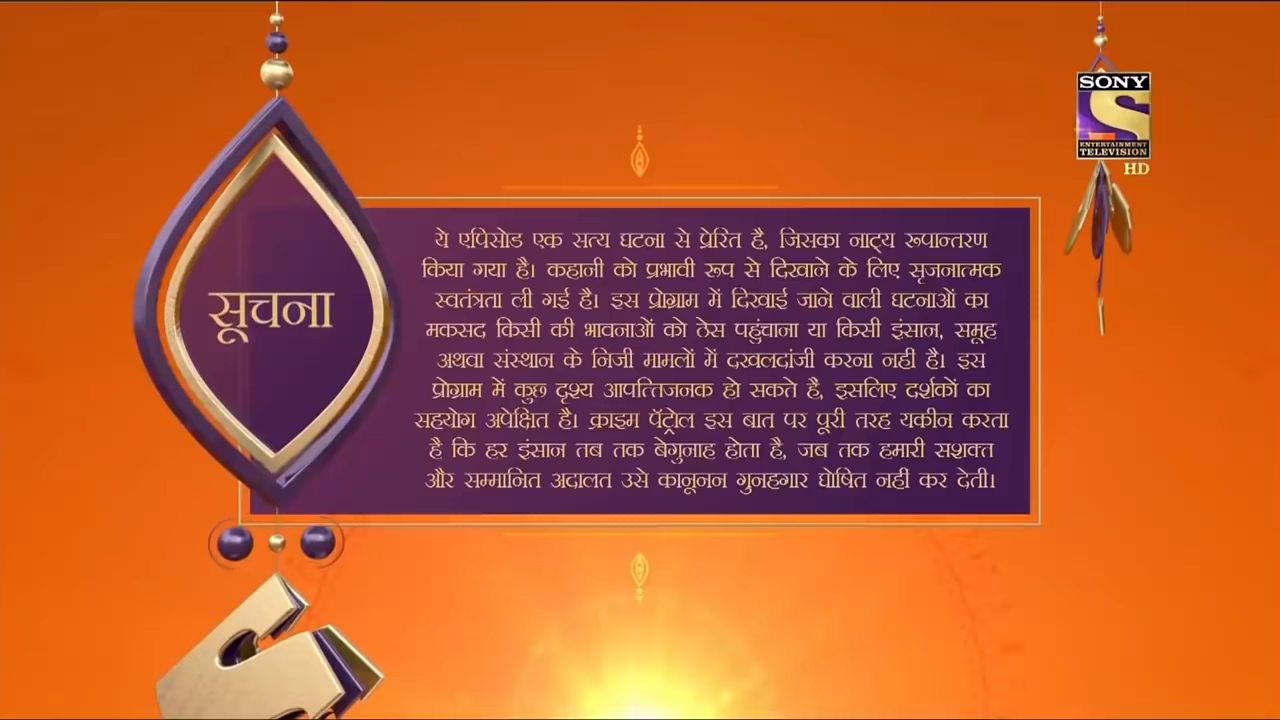 सूचना
ये एपिसोड एक सत्य घटना से प्रेरित है, जिसका नाट्य रूपान्तरण
किया गया है। कहानी को प्रभावी रूप से दिखाने के लिए सृजनात्मक
स्वतंत्रता ली गई है। इस प्रोग्राम में दिखाई जाने वाली घटनाओं का
मकसद किसी की भावनाओं को ठेस पहुंचाना या किसी इंसान, समूह
अथवा संस्थान के निजी मामलों में दखलदांजी करना नहीं है। इस
प्रोग्राम में कुछ दृश्य आपत्तिजनक हो सकते है, इसलिए दर्शकों का
सहयोग अपेक्षित है। क्राइम पॅट्रोल इस बात पर पूरी तरह यकीन करता
है कि हर इंसान तब तक बेगुनाह होता है, जब तक हमारी सशक्त
और सम्मानित अदालत उसे कानूनन गुनहगार घोषित नहीं कर देती।
SONY
ENTERTAINMENT
TELEVISION
HD